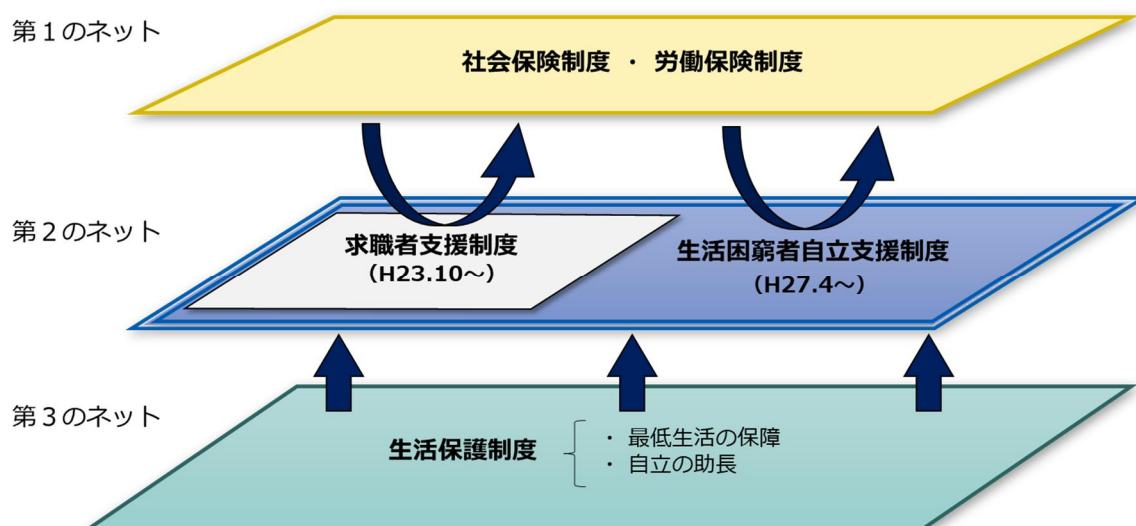 第１のネット
社会保険制度 ・ 労働保険制度
第２のネット
求職者支援制度
（H23.10～）
生活困窮者自立支援制度
（H27.4～）
第３のネット
生活保護制度
・ 最低生活の保障
・ 自立の助長